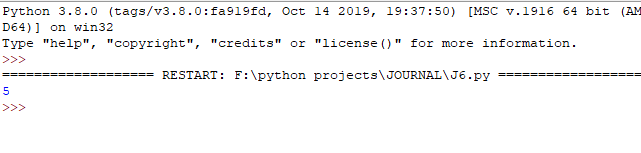 Python 3.8.0 (tags/v3.8.0:fa919fd, Oct 14 2019, 19:37:50) [MSC v.1916 64 bit (AM
D64)] on win32
Type "help", "copyright", "credits" or "license()" for more information.
>>>
=================== RESTART: F:\python projects\JOURNAL\J6.py ==================
5
>>>